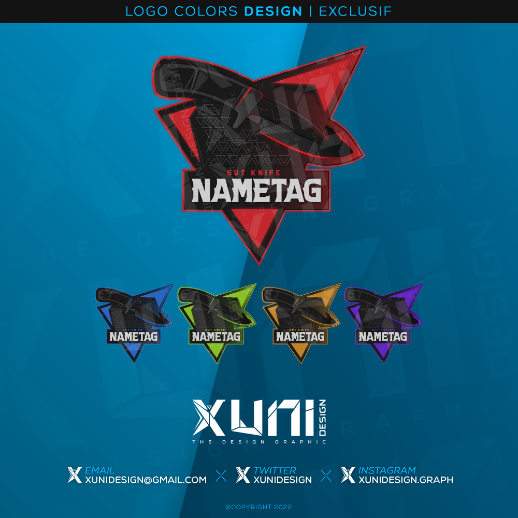 LOGO COLORS DESIGN | EXCLUSIF
GUT KNIFE
NAMETAG
NAMETAG
NAMETAG
NAMETAG
NAMETAG
XUNI DESIGN
THE DESIGN GRAPHIC
EMAIL
XUNIDESIGN@GMAIL.COM
TWITTER
XUNIDESIGN
INSTAGRAM
XUNIDESIGN.GRAPH
©COPYRIGHT 2022